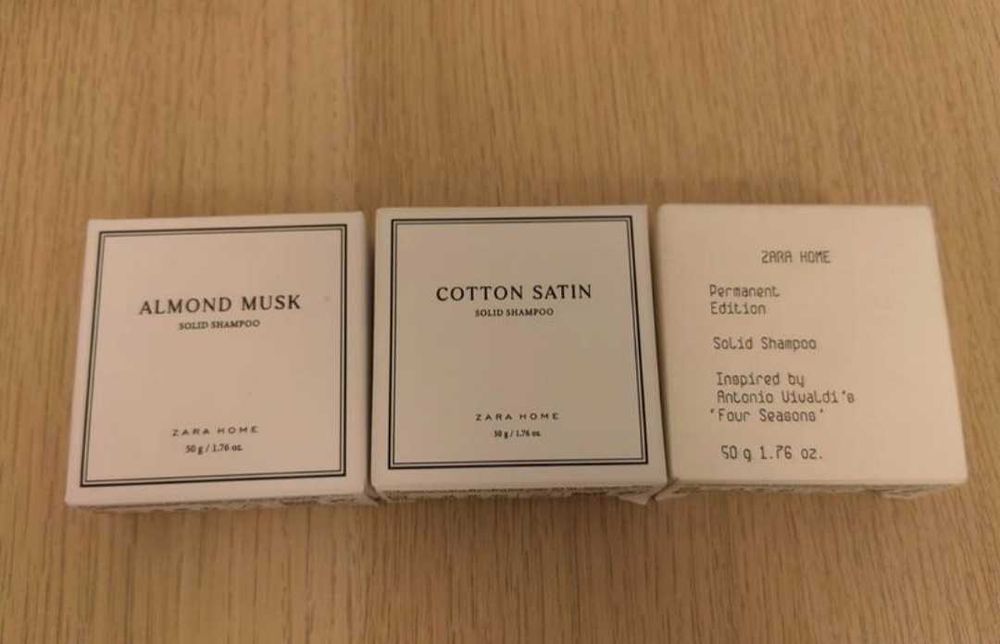 ALMOND MUSK
SOLID SHAMPOO
ZARA HOME
50 g / 1.76 oz.
COTTON SATIN
SOLID SHAMPOO
ZARA HOME
50 g / 1.76 oz.
ZARA HOME
Permanent
Edition
Solid Shampoo
Inspired by
Antonio Vivaldi's
'Four Seasons'
50 g 1.76 oz.